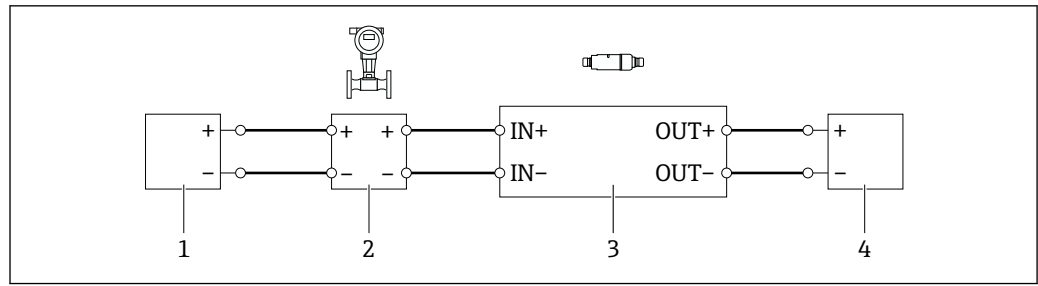 + + + IN+ OUT+ +
− − − IN− OUT− −
1 2 3 4